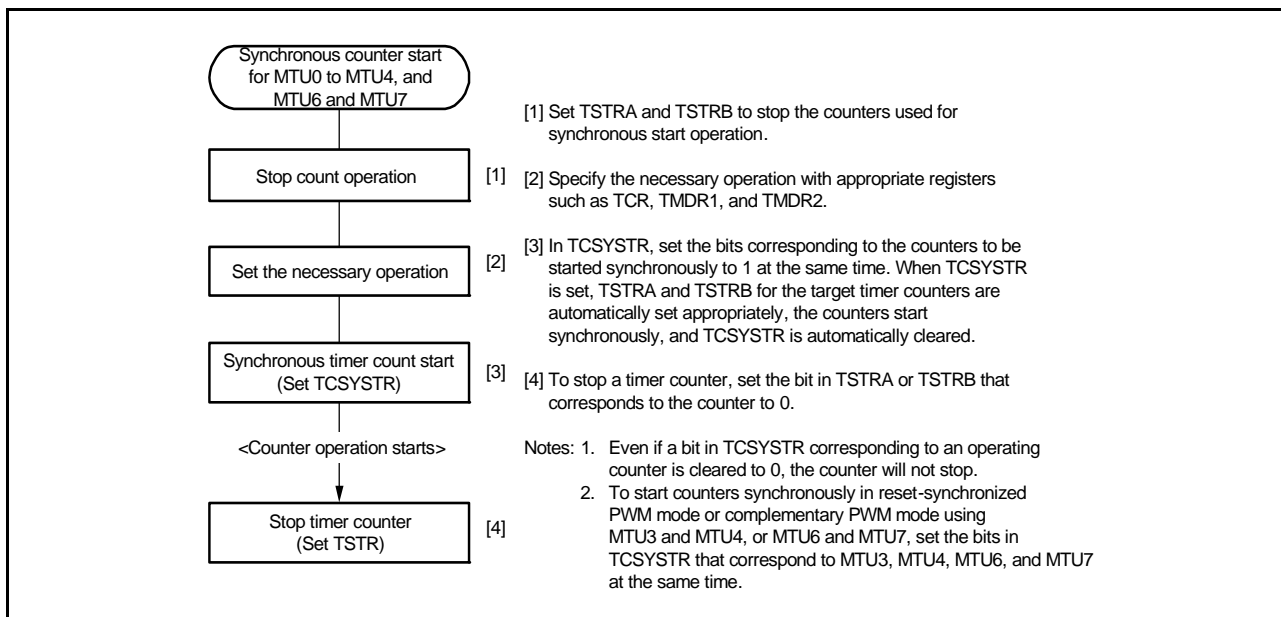 Synchronous counter start
for MTU0 to MTU4, and
MTU6 and MTU7
Stop count operation
[1]
Set the necessary operation
[2]
Synchronous timer count start
(Set TCSYSTR)
[3]
<Counter operation starts>
Stop timer counter
(Set TSTR)
[4]
[1] Set TSTRA and TSTRB to stop the counters used for
synchronous start operation.
[2] Specify the necessary operation with appropriate registers
such as TCR, TMDR1, and TMDR2.
[3] In TCSYSTR, set the bits corresponding to the counters to be
started synchronously to 1 at the same time. When TCSYSTR
is set, TSTRA and TSTRB for the target timer counters are
automatically set appropriately, the counters start
synchronously, and TCSYSTR is automatically cleared.
[4] To stop a timer counter, set the bit in TSTRA or TSTRB that
corresponds to the counter to 0.
Notes: 1. Even if a bit in TCSYSTR corresponding to an operating
counter is cleared to 0, the counter will not stop.
2. To start counters synchronously in reset-synchronized
PWM mode or complementary PWM mode using
MTU3 and MTU4, or MTU6 and MTU7, set the bits in
TCSYSTR that correspond to MTU3, MTU4, MTU6, and MTU7
at the same time.